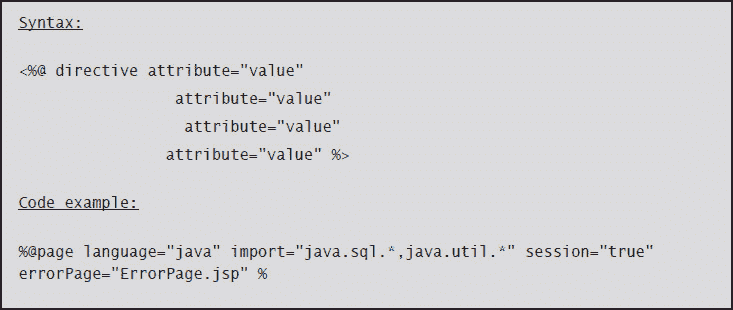 Syntax:
<%@ directive attribute="value"
attribute="value"
attribute="value"
attribute="value" %>
Code example:
%@page language="java" import="java.sql.*,java.util.*" session="true"
errorPage="ErrorPage.jsp" %